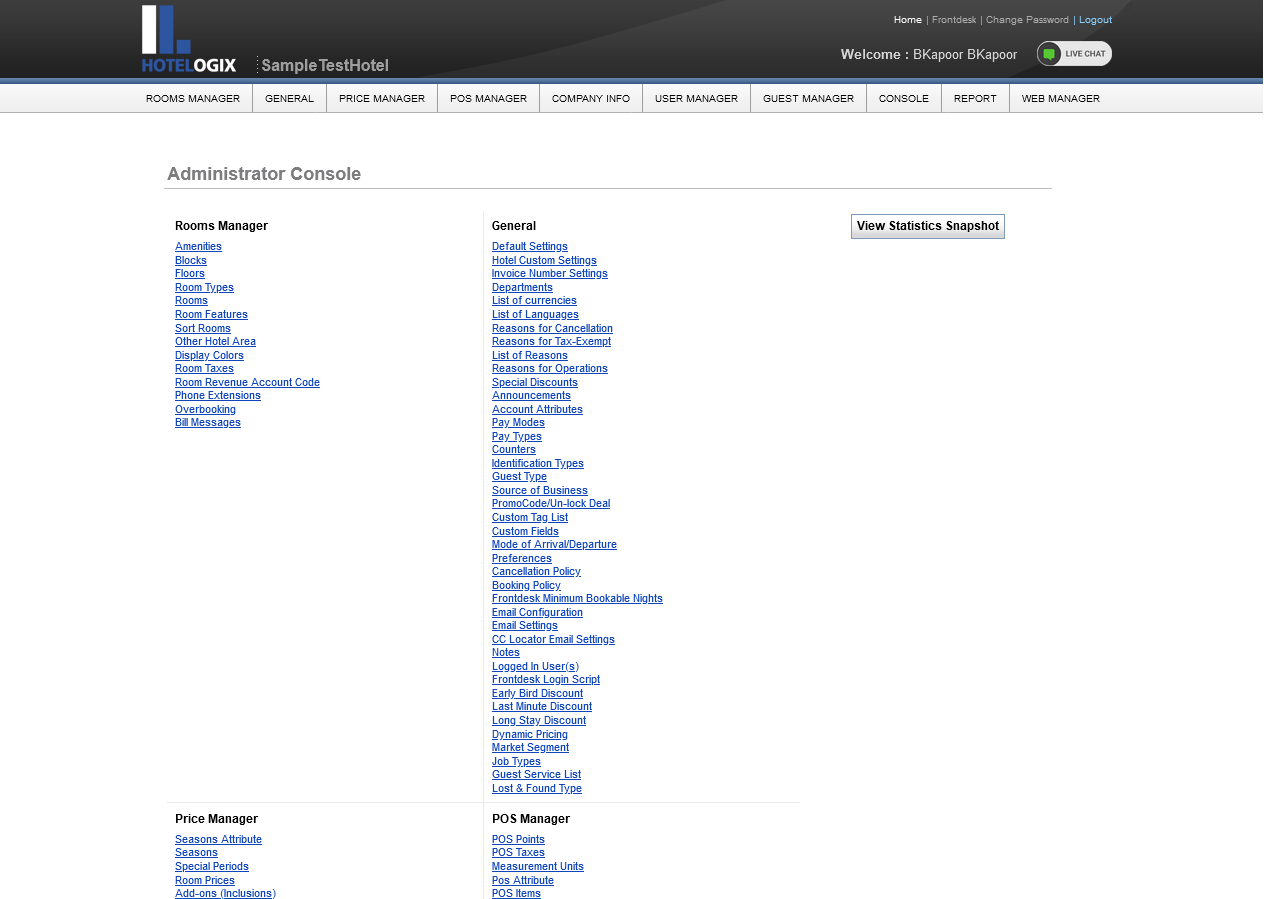 Home | Frontdesk | Change Password | Logout
Welcome : BKapoor BKapoor
LIVE CHAT
HOTELOGIX
SampleTestHotel
ROOMS MANAGER
GENERAL
PRICE MANAGER
POS MANAGER
COMPANY INFO
USER MANAGER
GUEST MANAGER
CONSOLE
REPORT
WEB MANAGER
Administrator Console
Rooms Manager
Amenities
Blocks
Floors
Room Types
Rooms
Room Features
Sort Rooms
Other Hotel Area
Display Colors
Room Taxes
Room Revenue Account Code
Phone Extensions
Overbooking
Bill Messages
General
Default Settings
Hotel Custom Settings
Invoice Number Settings
Departments
List of currencies
List of Languages
Reasons for Cancellation
Reasons for Tax-Exempt
List of Reasons
Reasons for Operations
Special Discounts
Announcements
Account Attributes
Pay Modes
Pay Types
Counters
Identification Types
Guest Type
Source of Business
PromoCode/Un-lock Deal
Custom Tag List
Custom Fields
Mode of Arrival/Departure
Preferences
Cancellation Policy
Booking Policy
Frontdesk Minimum Bookable Nights
Email Configuration
Email Settings
CC Locator Email Settings
Notes
Logged In User(s)
Frontdesk Login Script
Early Bird Discount
Last Minute Discount
Long Stay Discount
Dynamic Pricing
Market Segment
Job Types
Guest Service List
Lost & Found Type
View Statistics Snapshot
Price Manager
Seasons Attribute
Seasons
Special Periods
Room Prices
Add-ons (Inclusions)
POS Manager
POS Points
POS Taxes
Measurement Units
Pos Attribute
POS Items